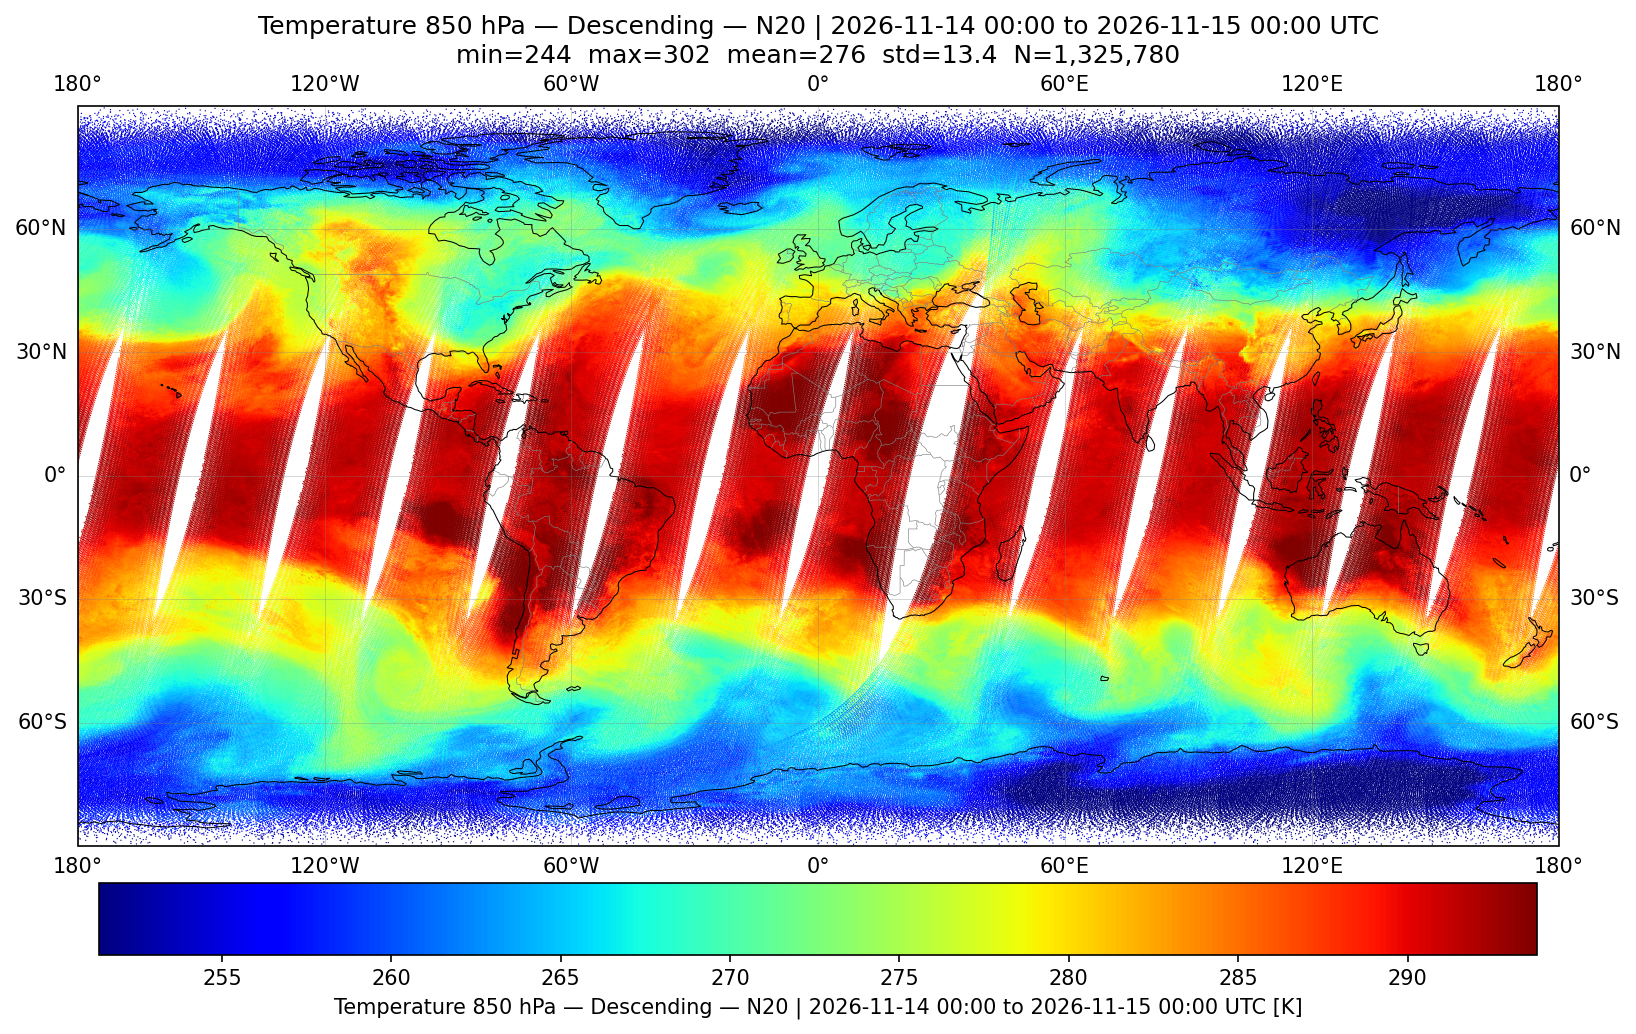 Temperature 850 hPa — Descending — N20 | 2026-11-14 00:00 to 2026-11-15 00:00 UTC
min=244  max=302  mean=276  std=13.4  N=1,325,780
180° 120°W 60°W 0° 60°E 120°E 180°
60°N 60°N
30°N 30°N
0° 0°
30°S 30°S
60°S 60°S
180° 120°W 60°W 0° 60°E 120°E 180°
255 260 265 270 275 280 285 290
Temperature 850 hPa — Descending — N20 | 2026-11-14 00:00 to 2026-11-15 00:00 UTC [K]